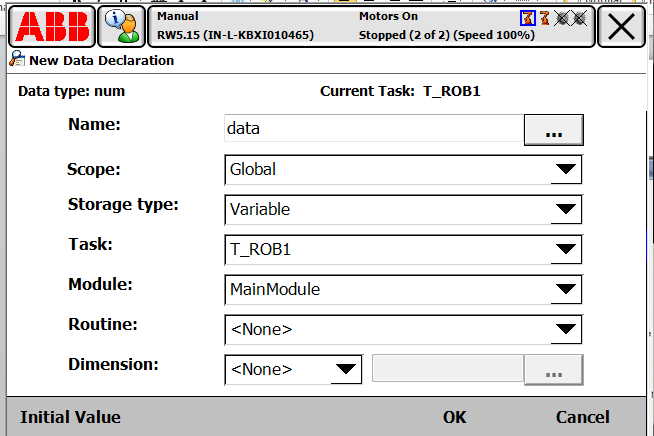 ABB
Manual
RW5.15 (IN-L-KBXI010465)
Motors On
Stopped (2 of 2) (Speed 100%)
New Data Declaration
Data type: num
Current Task: T_ROB1
Name: data ...
Scope: Global
Storage type: Variable
Task: T_ROB1
Module: MainModule
Routine: <None>
Dimension: <None> ...
Initial Value OK Cancel